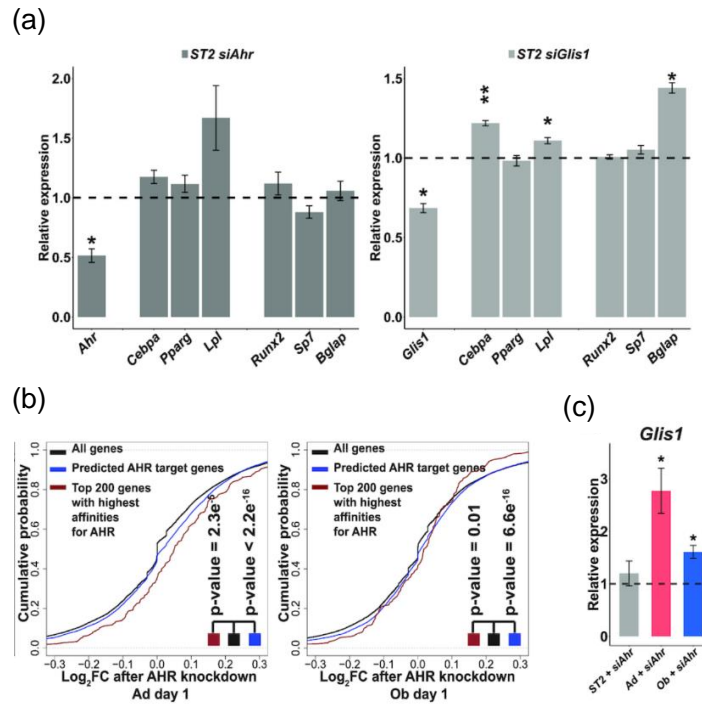 (a)
ST2 siAhr
ST2 siGlis1
Relative expression
2.0
1.5
1.0
0.5
0.0
*
Ahr
Cebpa
Pparg
Lpl
Runx2
Sp7
Bglap
Relative expression
1.5
1.0
0.5
0.0
*
**
*
*
Glis1
Cebpa
Pparg
Lpl
Runx2
Sp7
Bglap
(b)
Cumulative probability
1.0
0.8
0.6
0.4
0.2
0.0
All genes
Predicted AHR target genes
Top 200 genes
with highest
affinities
for AHR
p-value = 2.3e-6
p-value < 2.2e-16
-0.3 -0.2 -0.1 0.0 0.1 0.2 0.3
Log2FC after AHR knockdown
Ad day 1
Cumulative probability
1.0
0.8
0.6
0.4
0.2
0.0
All genes
Predicted AHR target genes
Top 200 genes
with highest
affinities
for AHR
p-value = 0.01
p-value = 6.6e-16
-0.3 -0.2 -0.1 0.0 0.1 0.2 0.3
Log2FC after AHR knockdown
Ob day 1
(c)
Glis1
Relative expression
3
2
1
0
*
*
ST2 + siAhr
Ad + siAhr
Ob + siAhr